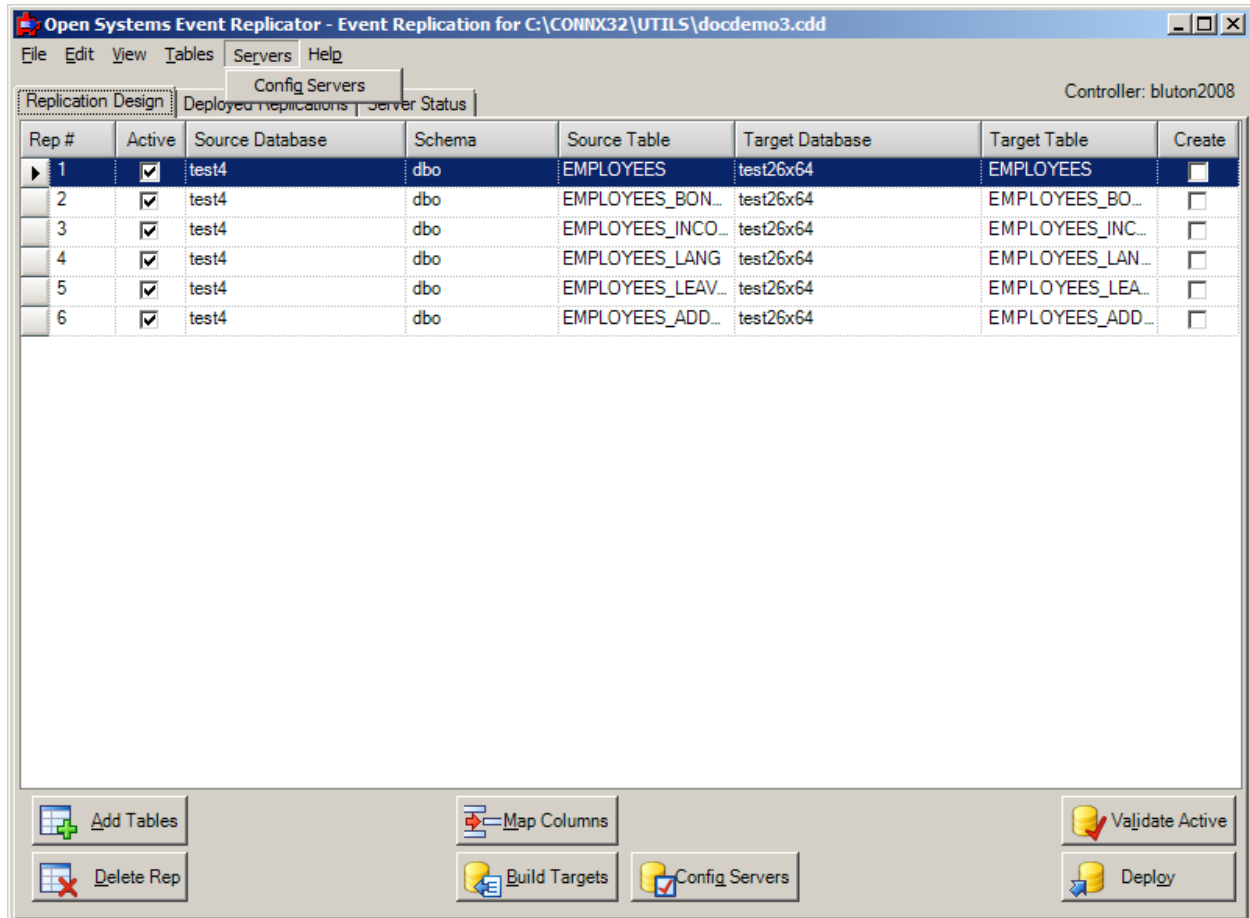 Open Systems Event Replicator - Event Replication for C:\CONNX32\UTILS\docdemo3.cdd
File Edit View Tables Servers Help
Config Servers
Controller: bluton2008
Replication Design Deployed Replications Server Status
Rep # Active Source Database Schema Source Table Target Database Target Table Create
1 test4 dbo EMPLOYEES test26x64 EMPLOYEES
2 test4 dbo EMPLOYEES_BON... test26x64 EMPLOYEES_BO...
3 test4 dbo EMPLOYEES_INCO... test26x64 EMPLOYEES_INC...
4 test4 dbo EMPLOYEES_LANG test26x64 EMPLOYEES_LAN...
5 test4 dbo EMPLOYEES_LEAV... test26x64 EMPLOYEES_LEA...
6 test4 dbo EMPLOYEES_ADD... test26x64 EMPLOYEES_ADD...
Add Tables Map Columns Validate Active
Delete Rep Build Targets Config Servers Deploy